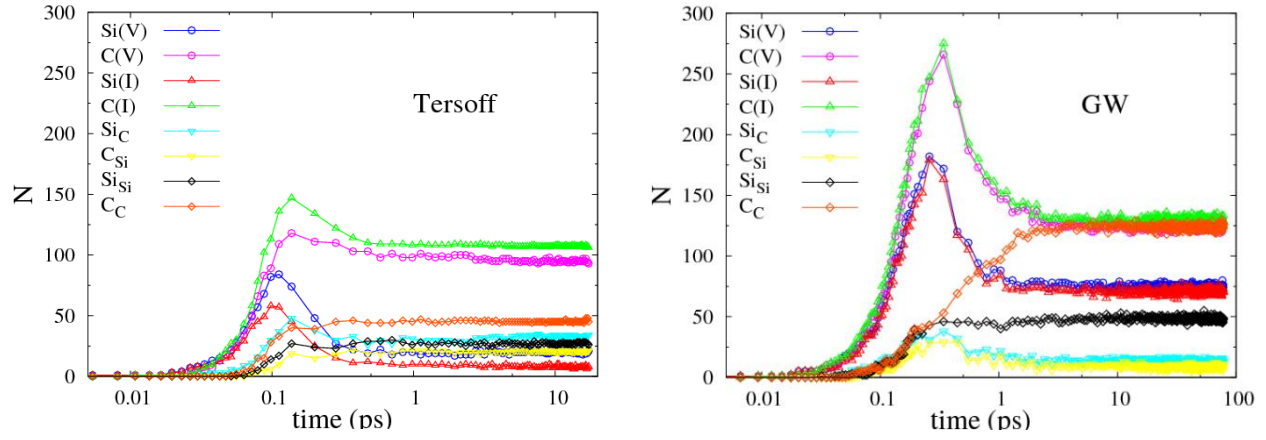 300
250
200
150
100
50
0
N
Si(V)
C(V)
Si(I)
C(I)
SiC
CSi
SiSi
CC
Tersoff
0.01
0.1
1
10
time (ps)
300
250
200
150
100
50
0
N
Si(V)
C(V)
Si(I)
C(I)
SiC
CSi
SiSi
CC
GW
0.01
0.1
1
10
100
time (ps)